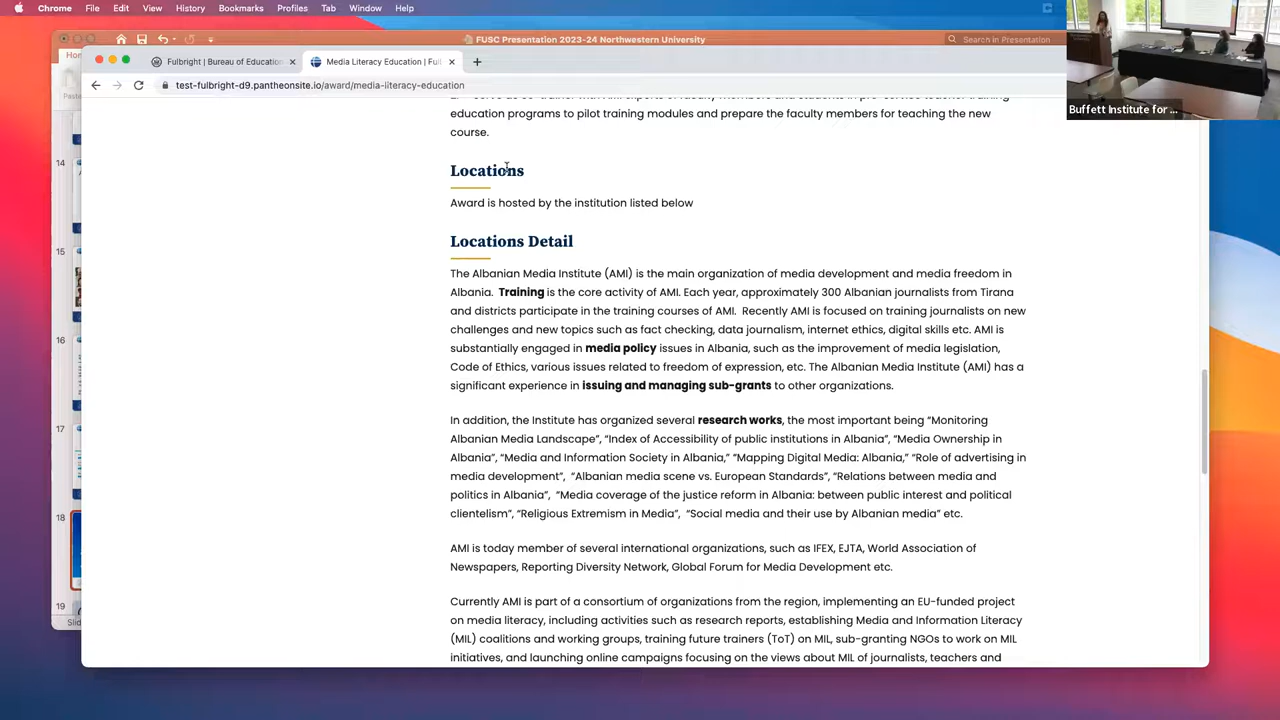 Chrome File Edit View History Bookmarks Profiles Tab Window Help
FUSC Presentation 2023-24 Northwestern University
Search in Presentation
Fulbright | Bureau of Education
Media Literacy Education | Ful
test-fulbright-d9.pantheonsite.io/award/media-literacy-education
Buffett Institute for ...
education programs to pilot training modules and prepare the faculty members for teaching the new
course.
Locations
Award is hosted by the institution listed below
Locations Detail
The Albanian Media Institute (AMI) is the main organization of media development and media freedom in
Albania. Training is the core activity of AMI. Each year, approximately 300 Albanian journalists from Tirana
and districts participate in the training courses of AMI. Recently AMI is focused on training journalists on new
challenges and new topics such as fact checking, data journalism, internet ethics, digital skills etc. AMI is
substantially engaged in media policy issues in Albania, such as the improvement of media legislation,
Code of Ethics, various issues related to freedom of expression, etc. The Albanian Media Institute (AMI) has a
significant experience in issuing and managing sub-grants to other organizations.
In addition, the Institute has organized several research works, the most important being “Monitoring
Albanian Media Landscape”, “Index of Accessibility of public institutions in Albania”, “Media Ownership in
Albania”, “Media and Information Society in Albania,” “Mapping Digital Media: Albania,” “Role of advertising in
media development”, “Albanian media scene vs. European Standards”, “Relations between media and
politics in Albania”, “Media coverage of the justice reform in Albania: between public interest and political
clientelism”, “Religious Extremism in Media”, “Social media and their use by Albanian media” etc.
AMI is today member of several international organizations, such as IFEX, EJTA, World Association of
Newspapers, Reporting Diversity Network, Global Forum for Media Development etc.
Currently AMI is part of a consortium of organizations from the region, implementing an EU-funded project
on media literacy, including activities such as research reports, establishing Media and Information Literacy
(MIL) coalitions and working groups, training future trainers (ToT) on MIL, sub-granting NGOs to work on MIL
initiatives, and launching online campaigns focusing on the views about MIL of journalists, teachers and
14
15
16
17
18
19